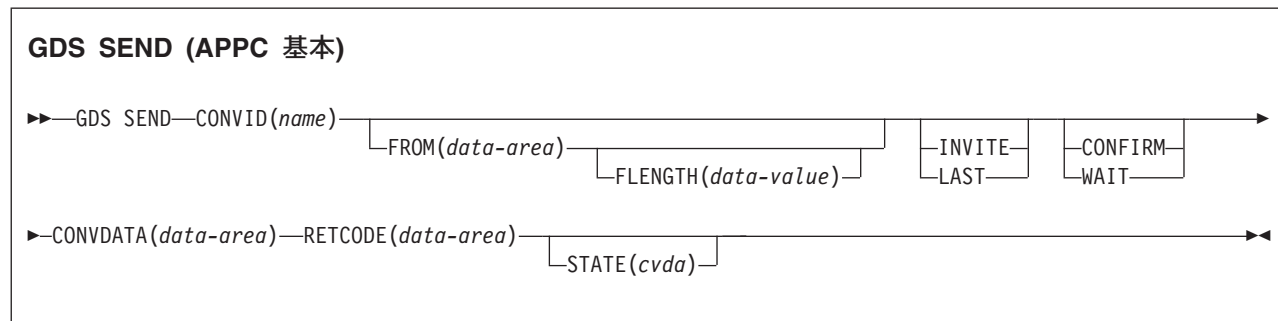 GDS SEND (APPC 基本)
GDS SEND CONVID(name)
FROM(data-area)
FLENGTH(data-value)
INVITE
LAST
CONFIRM
WAIT
CONVDATA(data-area) RETCODE(data-area)
STATE(cvda)